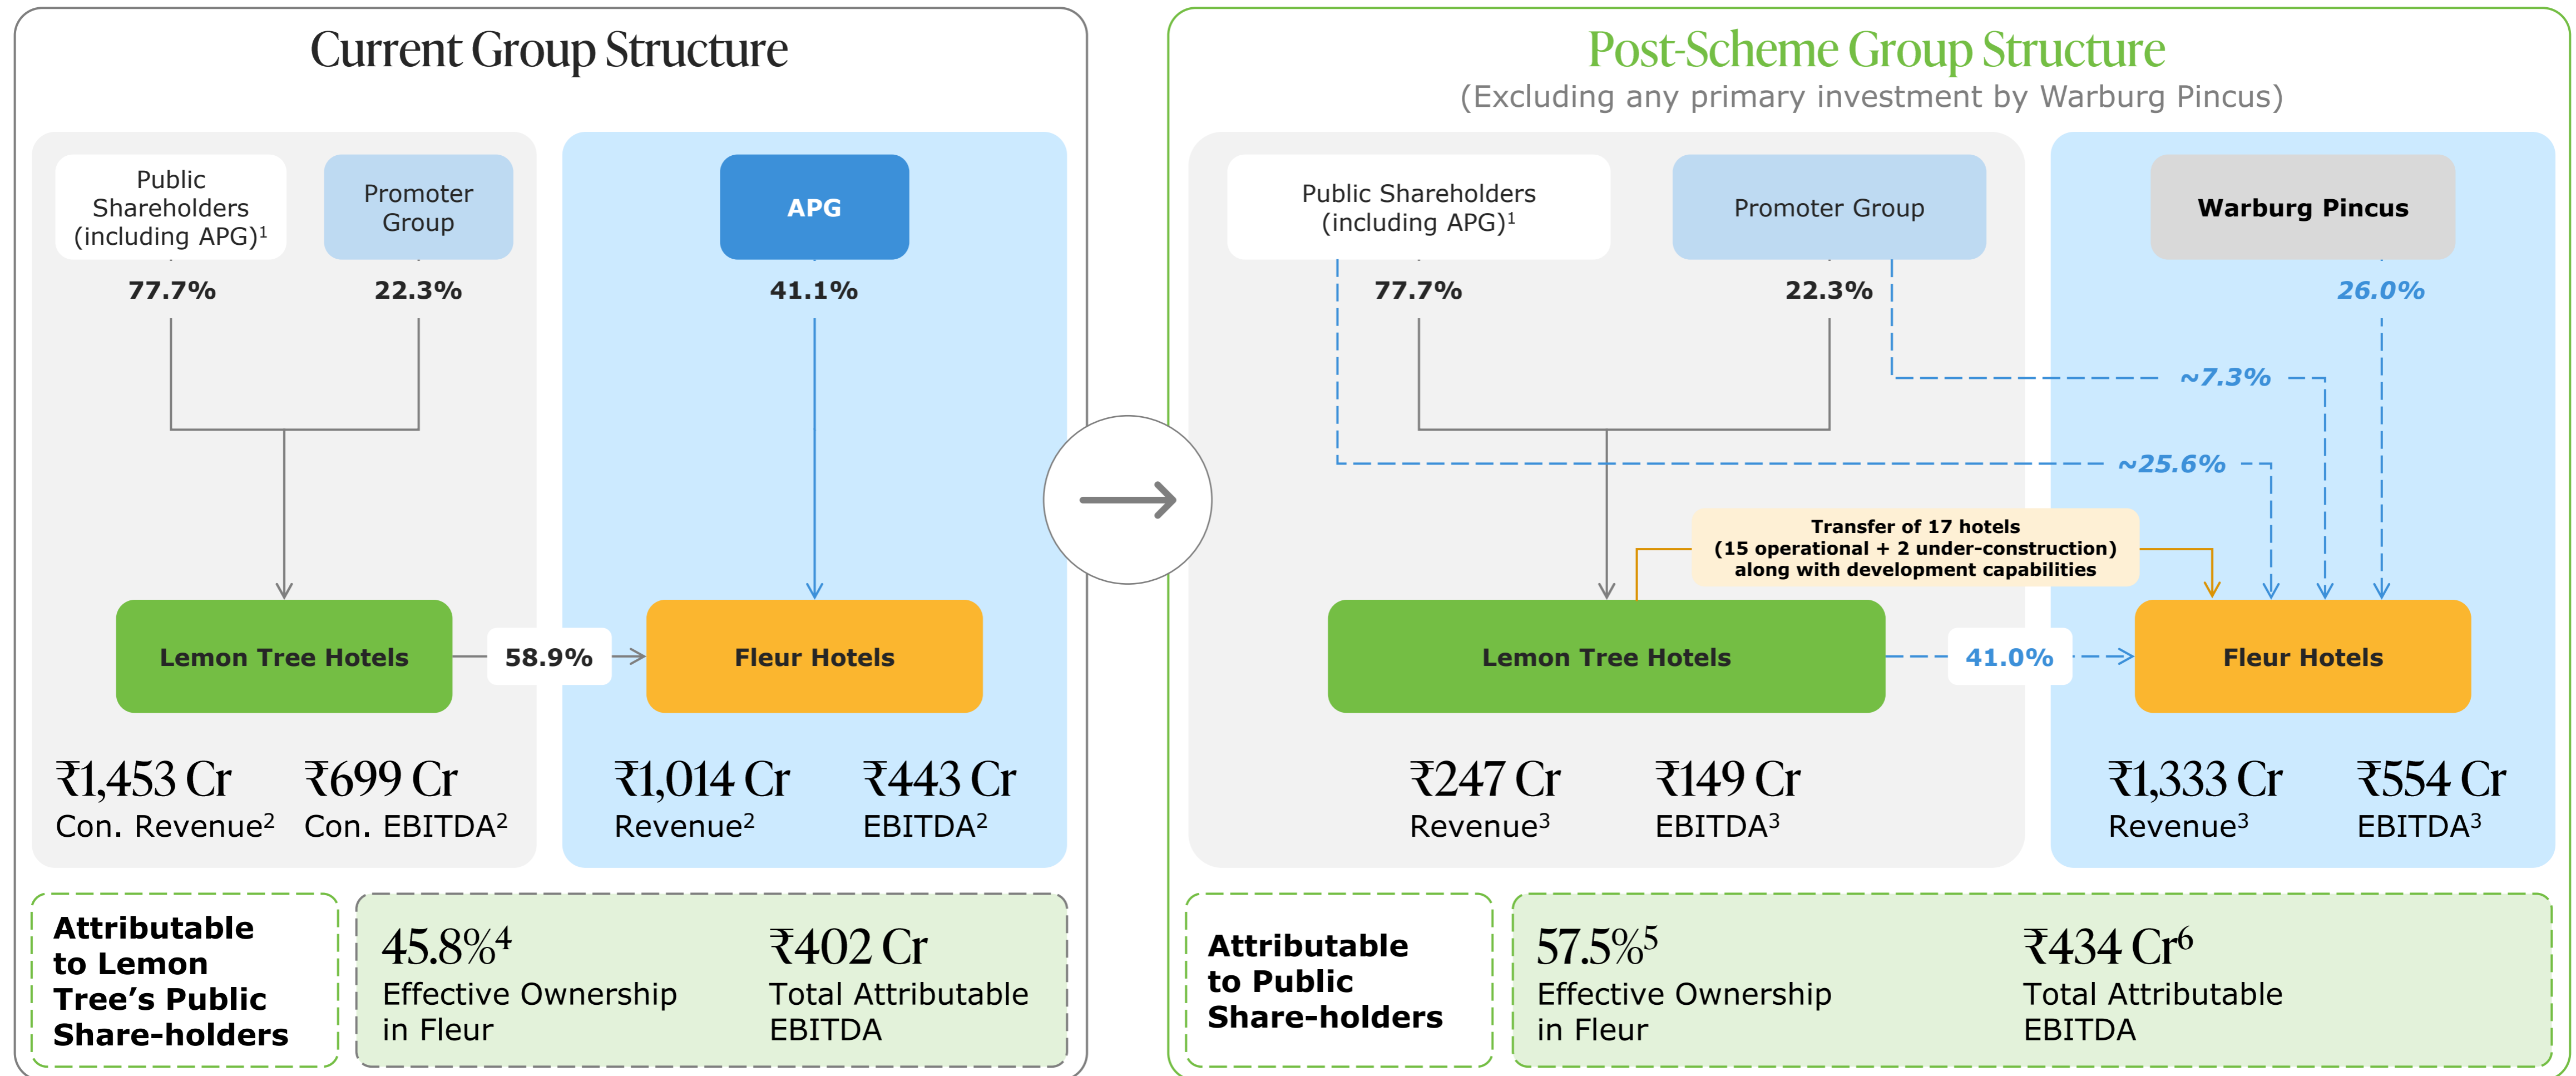 Current Group Structure
Public
Shareholders
(including APG)¹
Promoter
Group
APG
77.7%
22.3%
41.1%
Lemon Tree Hotels
58.9%
Fleur Hotels
₹1,453 Cr
Con. Revenue²
₹699 Cr
Con. EBITDA²
₹1,014 Cr
Revenue²
₹443 Cr
EBITDA²
Attributable
to Lemon
Tree’s Public
Share-holders
45.8%⁴
Effective Ownership
in Fleur
₹402 Cr
Total Attributable
EBITDA
Post-Scheme Group Structure
(Excluding any primary investment by Warburg Pincus)
Public Shareholders
(including APG)¹
Promoter Group
Warburg Pincus
77.7%
22.3%
26.0%
~7.3%
~25.6%
Transfer of 17 hotels
(15 operational + 2 under-construction)
along with development capabilities
Lemon Tree Hotels
41.0%
Fleur Hotels
₹247 Cr
Revenue³
₹149 Cr
EBITDA³
₹1,333 Cr
Revenue³
₹554 Cr
EBITDA³
Attributable
to Public
Share-holders
57.5%⁵
Effective Ownership
in Fleur
₹434 Cr⁶
Total Attributable
EBITDA